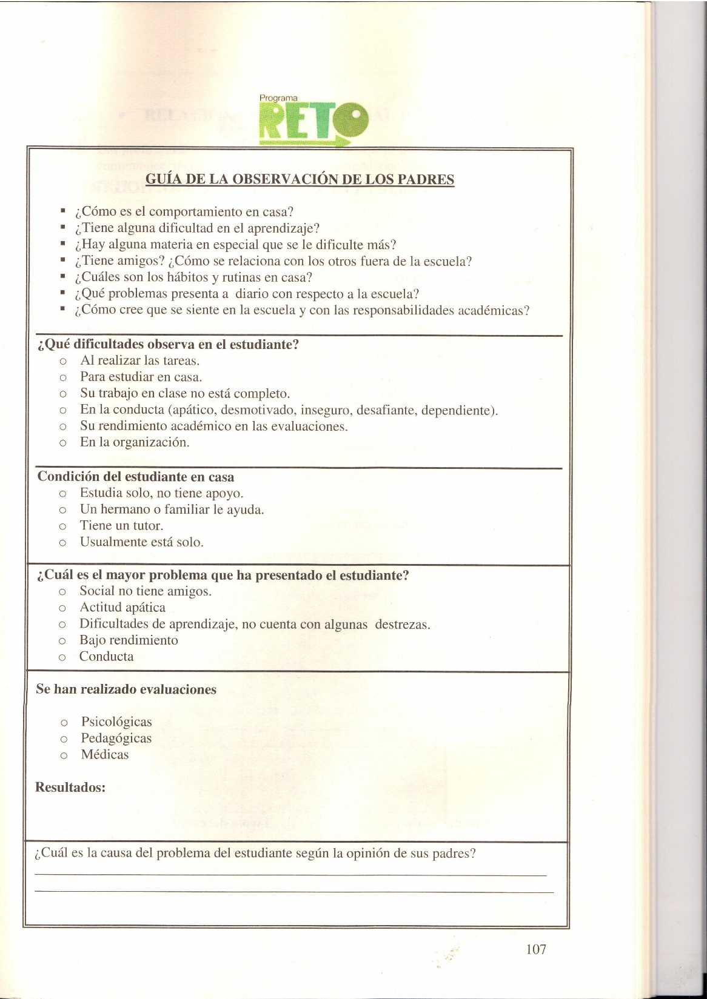 Programa
RETO
GUÍA DE LA OBSERVACIÓN DE LOS PADRES
▪ ¿Cómo es el comportamiento en casa?
▪ ¿Tiene alguna dificultad en el aprendizaje?
▪ ¿Hay alguna materia en especial que se le dificulte más?
▪ ¿Tiene amigos? ¿Cómo se relaciona con los otros fuera de la escuela?
▪ ¿Cuáles son los hábitos y rutinas en casa?
▪ ¿Qué problemas presenta a diario con respecto a la escuela?
▪ ¿Cómo cree que se siente en la escuela y con las responsabilidades académicas?
¿Qué dificultades observa en el estudiante?
o Al realizar las tareas.
o Para estudiar en casa.
o Su trabajo en clase no está completo.
o En la conducta (apático, desmotivado, inseguro, desafiante, dependiente).
o Su rendimiento académico en las evaluaciones.
o En la organización.
Condición del estudiante en casa
o Estudia solo, no tiene apoyo.
o Un hermano o familiar le ayuda.
o Tiene un tutor.
o Usualmente está solo.
¿Cuál es el mayor problema que ha presentado el estudiante?
o Social no tiene amigos.
o Actitud apática
o Dificultades de aprendizaje, no cuenta con algunas destrezas.
o Bajo rendimiento
o Conducta
Se han realizado evaluaciones
o Psicológicas
o Pedagógicas
o Médicas
Resultados:
¿Cuál es la causa del problema del estudiante según la opinión de sus padres?
107